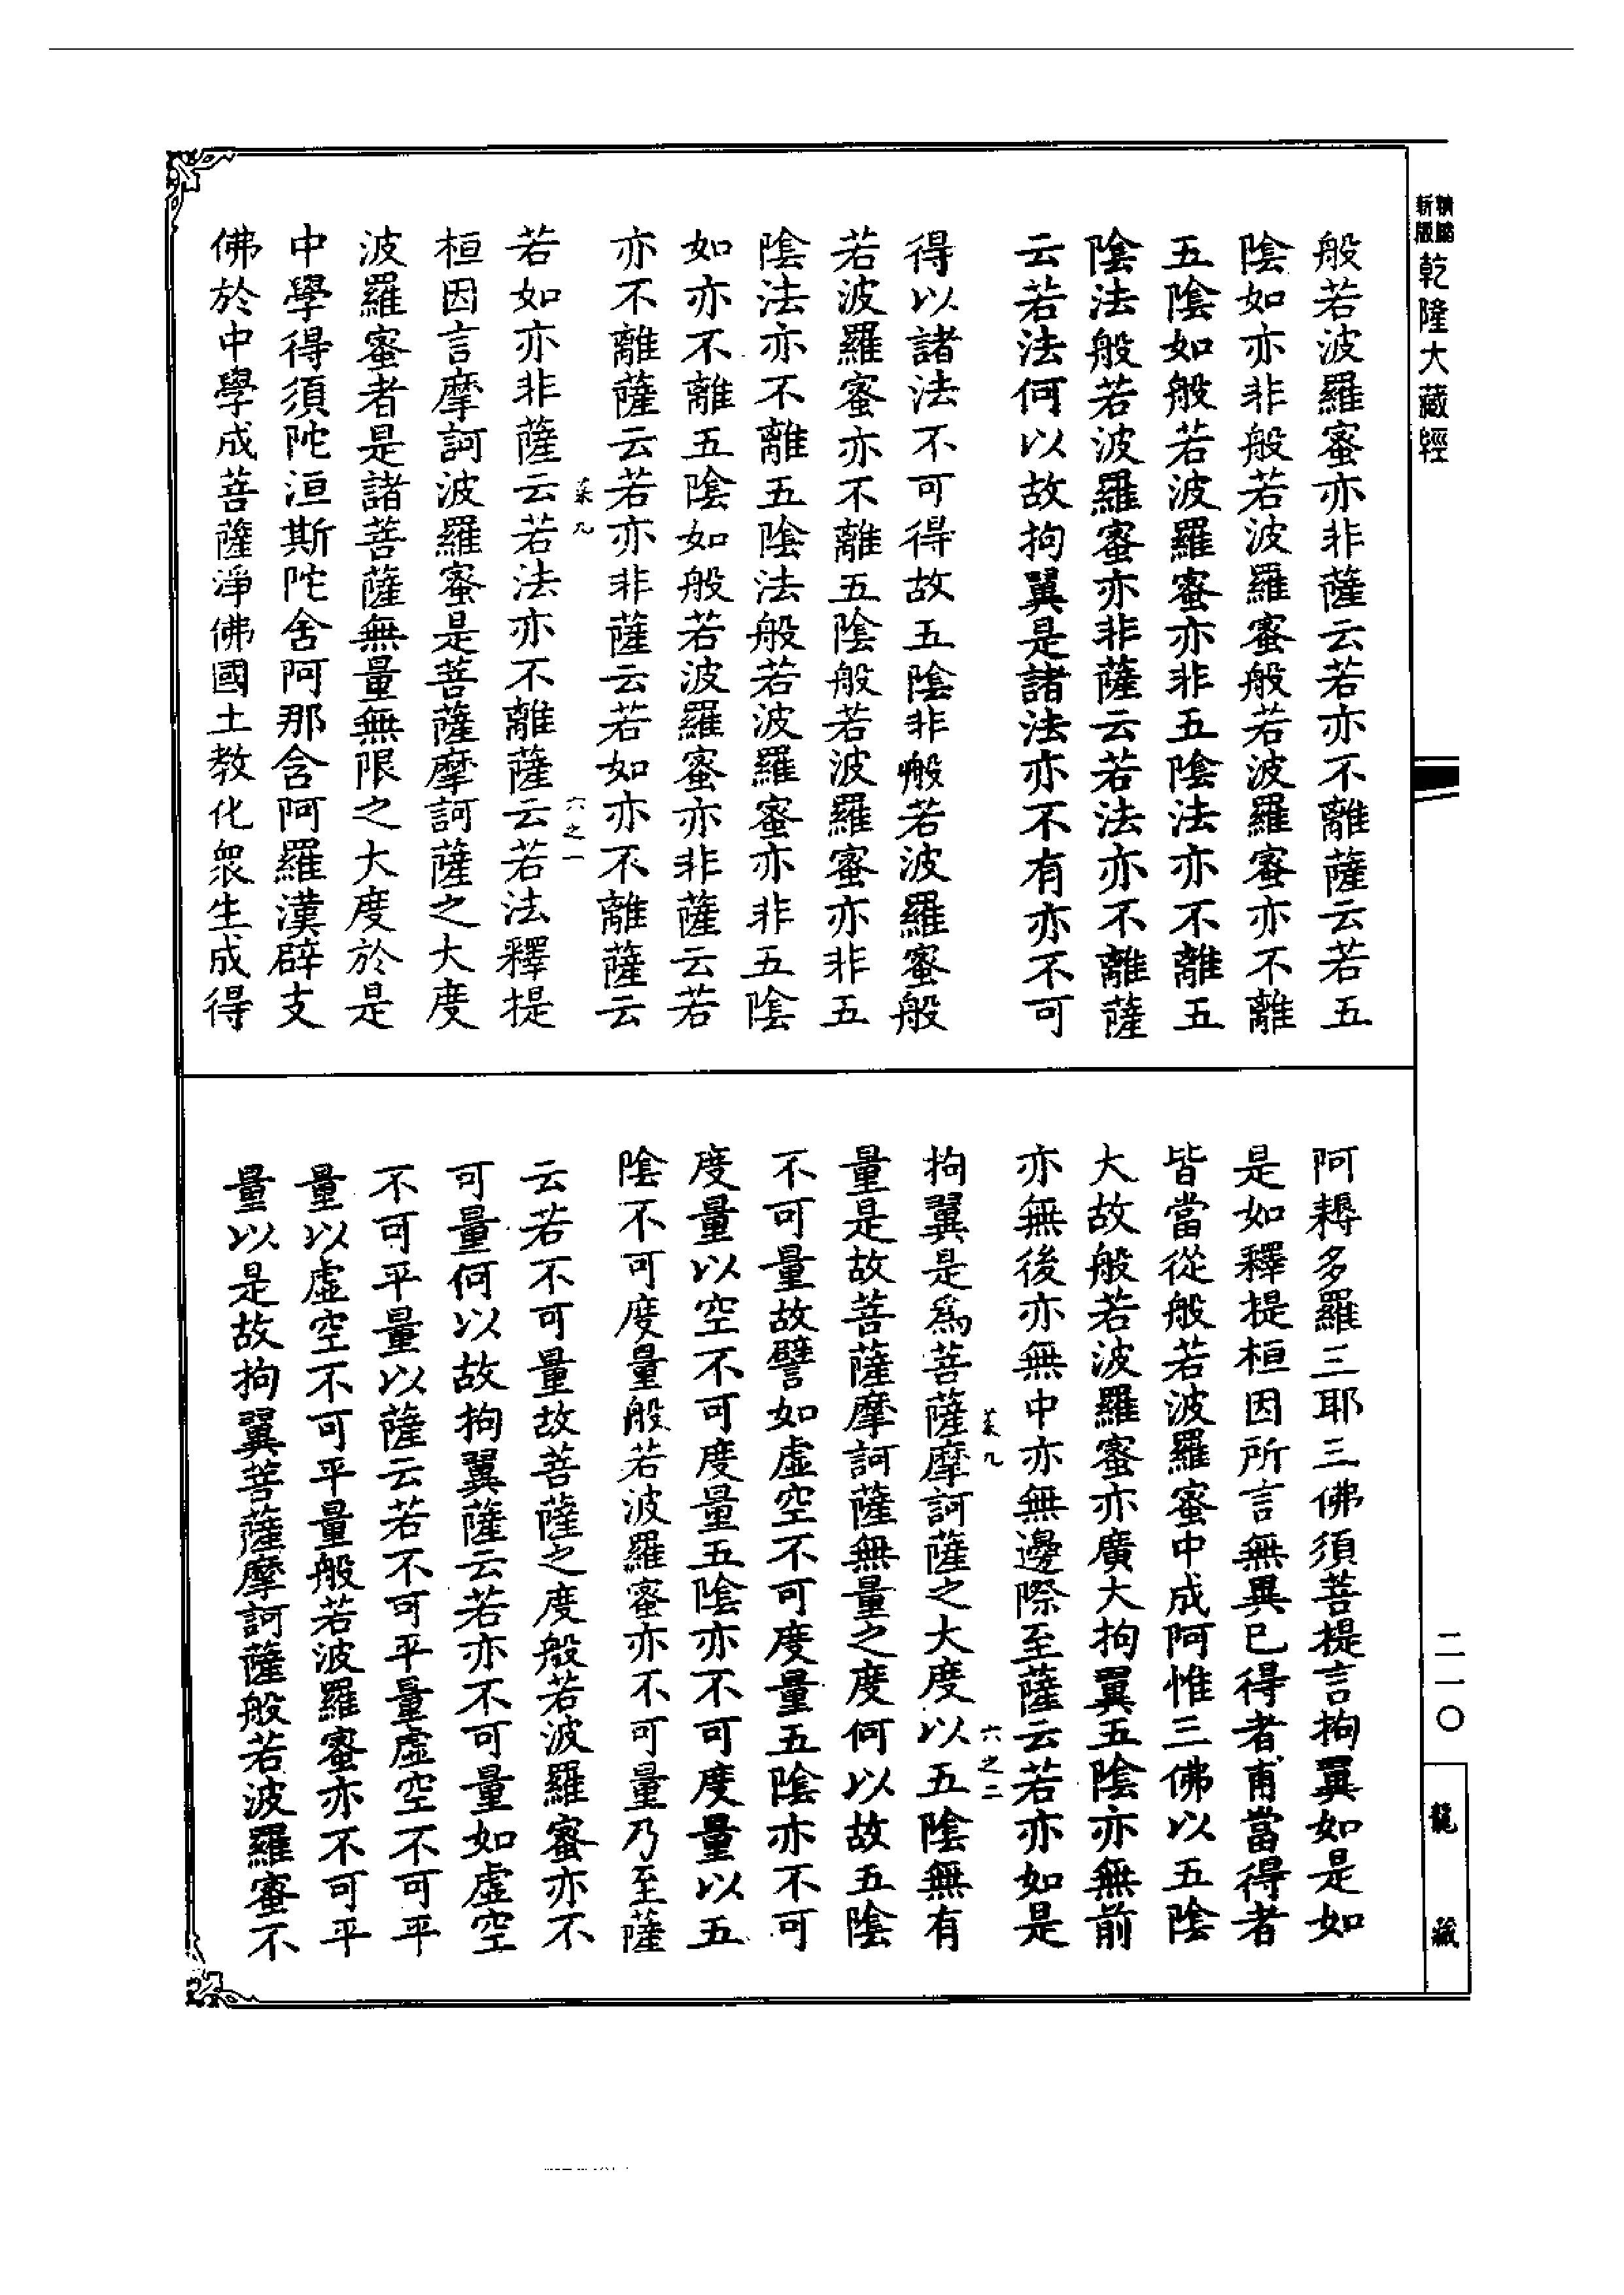 精縮
新版
乾隆大藏經
般若波羅蜜亦非薩云若亦不離薩云若五
陰如亦非般若波羅蜜般若波羅蜜亦不離
五陰如般若波羅蜜亦非五陰法亦不離五
陰法般若波羅蜜亦非薩云若法亦不離薩
云若法何以故拘翼是諸法亦不有亦不可
得以諸法不可得故五陰非般若波羅蜜般
若波羅蜜亦不離五陰般若波羅蜜亦非五
陰法亦不離五陰法般若波羅蜜亦非五陰
如亦不離五陰如般若波羅蜜亦非薩云若
亦不離薩云若亦非薩云若如亦不離薩云
菜九
六之一
若如亦非薩云若法亦不離薩云若法釋提
桓因言摩訶波羅蜜是菩薩摩訶薩之大度
波羅蜜者是諸菩薩無量無限之大度於是
中學得須陀洹斯陀含阿那含阿羅漢辟支
佛於中學成菩薩淨佛國土教化眾生成得
阿耨多羅三耶三佛須菩提言拘翼如是如
是如釋提桓因所言無異已得者甫當得者
皆當從般若波羅蜜中成阿惟三佛以五陰
大故般若波羅蜜亦廣大拘翼五陰亦無前
亦無後亦無中亦無邊際至薩云若亦如是
菜九
六之二
拘翼是為菩薩摩訶薩之大度以五陰無有
量是故菩薩摩訶薩無量之度何以故五陰
不可量故譬如虛空不可度量五陰亦不可
度量以空不可度量五陰亦不可度量以五
陰不可度量般若波羅蜜亦不可量乃至薩
云若不可量故菩薩之度般若波羅蜜亦不
可量何以故拘翼薩云若亦不可量如虛空
不可平量以薩云若不可平量虛空不可平
量以虛空不可平量般若波羅蜜亦不可平
量以是故拘翼菩薩摩訶薩般若波羅蜜不
二一〇
龍藏